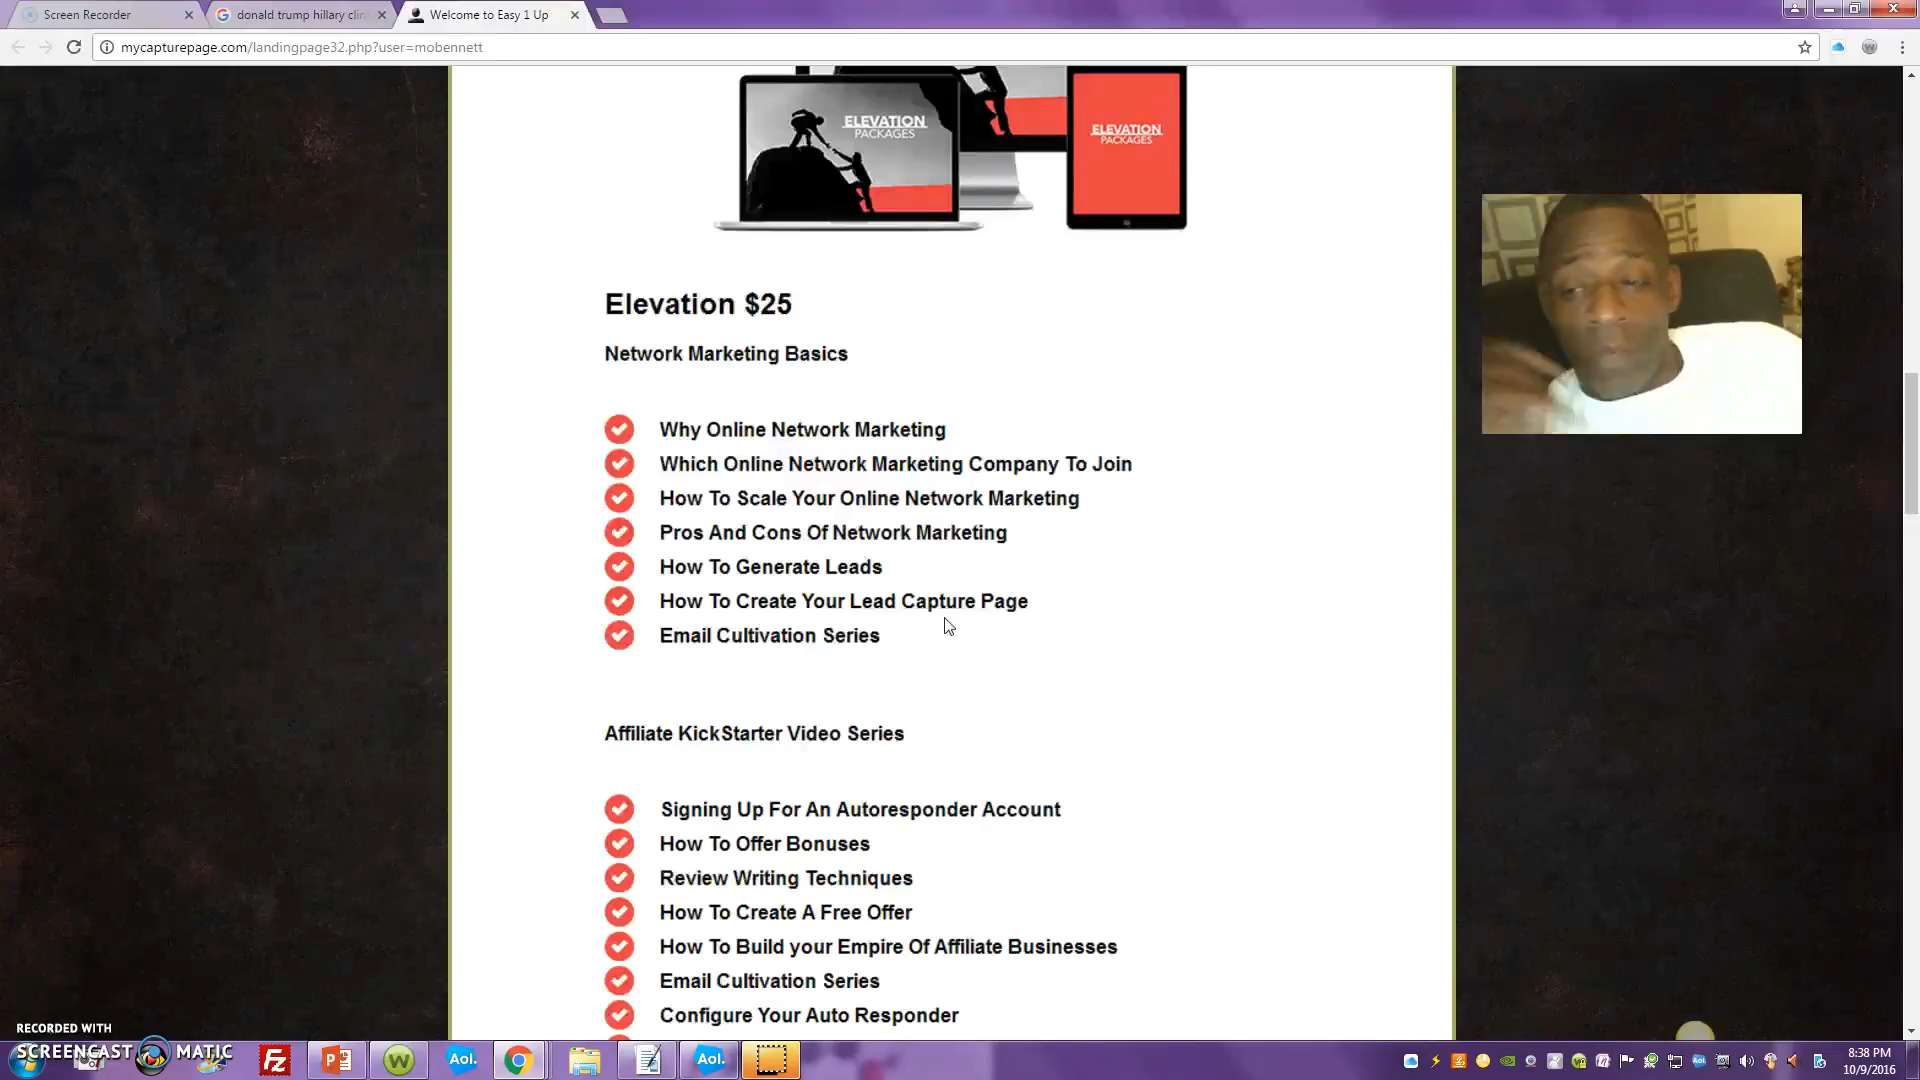 Screen Recorder
donald trump hillary clin
Welcome to Easy 1 Up
mycapturepage.com/landingpage32.php?user=mobennett
ELEVATION
PACKAGES
ELEVATION
PACKAGES
Elevation $25
Network Marketing Basics
Why Online Network Marketing
Which Online Network Marketing Company To Join
How To Scale Your Online Network Marketing
Pros And Cons Of Network Marketing
How To Generate Leads
How To Create Your Lead Capture Page
Email Cultivation Series
Affiliate KickStarter Video Series
Signing Up For An Autoresponder Account
How To Offer Bonuses
Review Writing Techniques
How To Create A Free Offer
How To Build your Empire Of Affiliate Businesses
Email Cultivation Series
Configure Your Auto Responder
RECORDED WITH
SCREENCAST MATIC
Aol.
Aol.
8:38 PM
10/9/2016